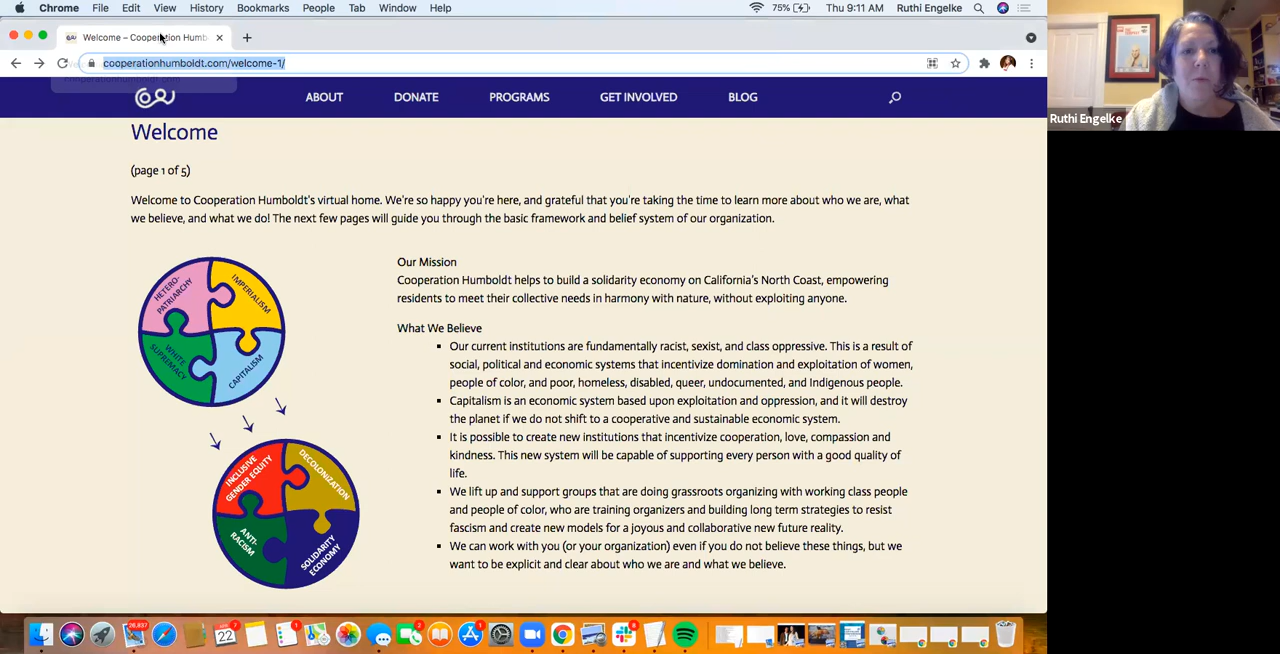 Chrome File Edit View History Bookmarks People Tab Window Help 75% Thu 9:11 AM Ruthi Engelke
Welcome – Cooperation Humb
cooperationhumboldt.com/welcome-1/
ABOUT DONATE PROGRAMS GET INVOLVED BLOG
Welcome
(page 1 of 5)
Welcome to Cooperation Humboldt's virtual home. We're so happy you're here, and grateful that you're taking the time to learn more about who we are, what
we believe, and what we do! The next few pages will guide you through the basic framework and belief system of our organization.
HETERO-
PATRIARCHY
IMPERIALISM
WHITE
SUPREMACY
CAPITALISM
INCLUSIVE
GENDER EQUITY
DECOLONIZATION
ANTI-
RACISM
SOLIDARITY
ECONOMY
Our Mission
Cooperation Humboldt helps to build a solidarity economy on California's North Coast, empowering
residents to meet their collective needs in harmony with nature, without exploiting anyone.
What We Believe
▪ Our current institutions are fundamentally racist, sexist, and class oppressive. This is a result of
social, political and economic systems that incentivize domination and exploitation of women,
people of color, and poor, homeless, disabled, queer, undocumented, and Indigenous people.
▪ Capitalism is an economic system based upon exploitation and oppression, and it will destroy
the planet if we do not shift to a cooperative and sustainable economic system.
▪ It is possible to create new institutions that incentivize cooperation, love, compassion and
kindness. This new system will be capable of supporting every person with a good quality of
life.
▪ We lift up and support groups that are doing grassroots organizing with working class people
and people of color, who are training organizers and building long term strategies to resist
fascism and create new models for a joyous and collaborative new future reality.
▪ We can work with you (or your organization) even if you do not believe these things, but we
want to be explicit and clear about who we are and what we believe.
Ruthi Engelke
22